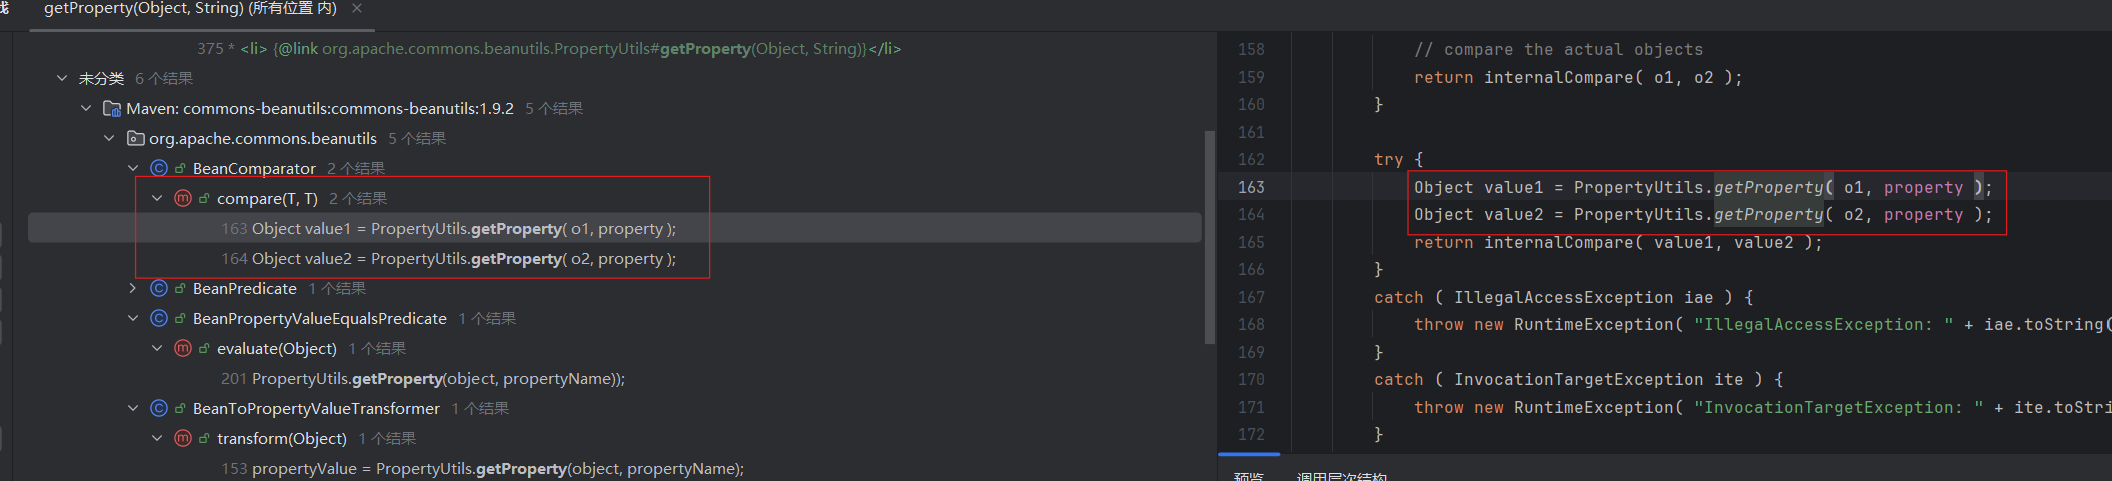 戏
getProperty(Object, String) (所有位置 内) ×
375 * <li> {@link org.apache.commons.beanutils.PropertyUtils#getProperty(Object, String)}</li>
未分类 6 个结果
Maven: commons-beanutils:commons-beanutils:1.9.2 5 个结果
org.apache.commons.beanutils 5 个结果
BeanComparator 2 个结果
compare(T, T) 2 个结果
163 Object value1 = PropertyUtils.getProperty( o1, property );
164 Object value2 = PropertyUtils.getProperty( o2, property );
BeanPredicate 1 个结果
BeanPropertyValueEqualsPredicate 1 个结果
evaluate(Object) 1 个结果
201 PropertyUtils.getProperty(object, propertyName));
BeanToPropertyValueTransformer 1 个结果
transform(Object) 1 个结果
153 propertyValue = PropertyUtils.getProperty(object, propertyName);
158 // compare the actual objects
159 return internalCompare( o1, o2 );
160 }
161
162 try {
163 Object value1 = PropertyUtils.getProperty( o1, property );
164 Object value2 = PropertyUtils.getProperty( o2, property );
165 return internalCompare( value1, value2 );
166 }
167 catch ( IllegalAccessException iae ) {
168 throw new RuntimeException( "IllegalAccessException: " + iae.toString(
169 }
170 catch ( InvocationTargetException ite ) {
171 throw new RuntimeException( "InvocationTargetException: " + ite.toStri
172 }
预览 调用层次结构